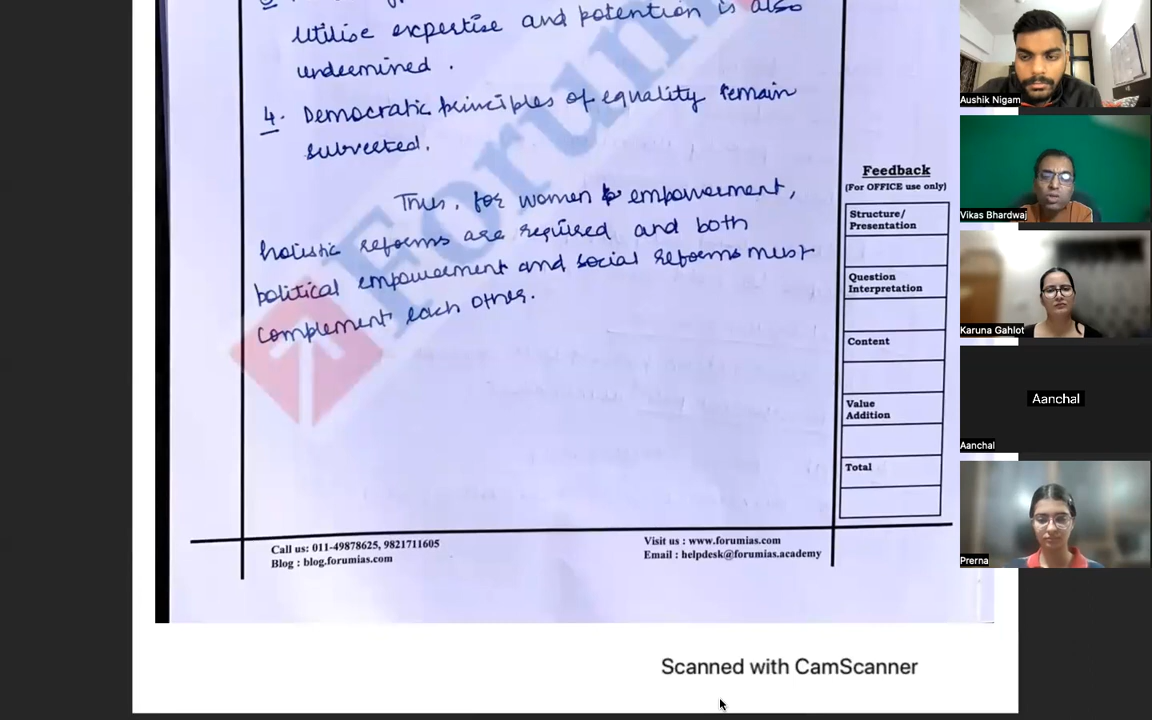 utilise expertise and potention is also
undermined.
4. Democratic principles of equality remain
subverted.
Thus, for women empowerment,
holistic reforms are required and both
political empowerment and social reforms must
complement each other.
Forum
Feedback
(For OFFICE use only)
Structure/
Presentation
Question
Interpretation
Content
Value
Addition
Total
Call us: 011-49878625, 9821711605
Blog : blog.forumias.com
Visit us : www.forumias.com
Email : helpdesk@forumias.academy
Scanned with CamScanner
Aushik Nigam
Vikas Bhardwaj
Karuna Gahlot
Aanchal
Aanchal
Prerna